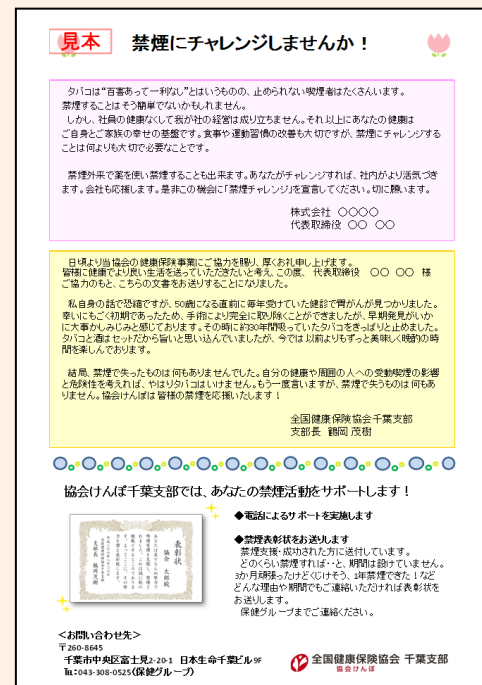 見本
禁煙にチャレンジしませんか！
タバコは“百害あって一利なし”とはいうものの、止められない喫煙者はたくさんいます。
禁煙することはそう簡単でないかもしれません。
しかし、社員の健康なくして我が社の経営は成り立ちません。それ以上にあなたの健康は
ご自身とご家族の幸せの基盤です。食事や運動習慣の改善も大切ですが、禁煙にチャレンジする
ことは何よりも大切で必要なことです。
禁煙外来で薬を使い禁煙することも出来ます。あなたがチャレンジすれば、社内がより活気づき
ます。会社も応援します。是非この機会に「禁煙チャレンジ」を宣言してください。切に願います。
株式会社 〇〇〇〇
代表取締役 〇〇 〇〇
日頃より当協会の健康保険事業にご協力を賜り、厚くお礼申し上げます。
皆様に健康でより良い生活を送っていただきたいと考え、この度、代表取締役 〇〇 〇〇 様
ご協力のもと、こちらの文書をお送りすることになりました。
私自身の話で恐縮ですが、50歳になる直前に毎年受けていた健診で胃がんが見つかりました。
幸いにもごく初期であったため、手術により完全に取り除くことができましたが、早期発見がいか
に大事かしみじみと感じております。その時に約30年間吸っていたタバコをきっぱりと止めました。
タバコと酒はセットだから旨いと思い込んでいましたが、今では以前よりもずっと美味しく晩酌の時
間を楽しんでおります。
結局、禁煙で失ったものは何もありませんでした。自分の健康や周囲の人への受動喫煙の影響
と危険性を考えれば、やはりタバコはいけません。もう一度言いますが、禁煙で失うものは何もあ
りません。協会けんぽは皆様の禁煙を応援いたします！
全国健康保険協会千葉支部
支部長 鶴岡 茂樹
協会けんぽ千葉支部では、あなたの禁煙活動をサポートします！
表彰状
協会 太郎殿
支部長 鶴岡茂樹
◆電話によるサポートを実施します
◆禁煙表彰状をお送りします
禁煙支援・成功された方に送付しています。
どのくらい禁煙すれば・・と、期間は設けていません。
3か月頑張ったけどくじけそう、1年禁煙できた！など
どんな理由や期間でもご連絡いただければ表彰状を
お送りします。
保健グループまでご連絡ください。
＜お問い合わせ先＞
〒260-8645
千葉市中央区富士見2-20-1 日本生命千葉ビル9F
℡：043-308-0525（保健グループ）
全国健康保険協会 千葉支部
協会けんぽ